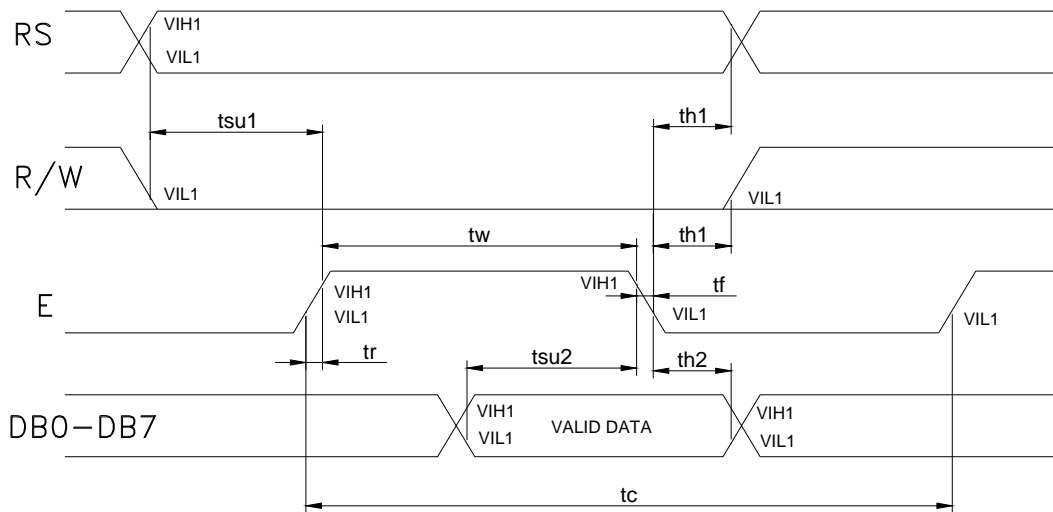 RS
VIH1
VIL1
tsu1
th1
R/W
VIL1
VIL1
tw
th1
E
VIH1
VIL1
VIH1
tf
VIL1
VIL1
tr
tsu2
th2
DB0-DB7
VIH1
VIL1
VALID DATA
VIH1
VIL1
tc